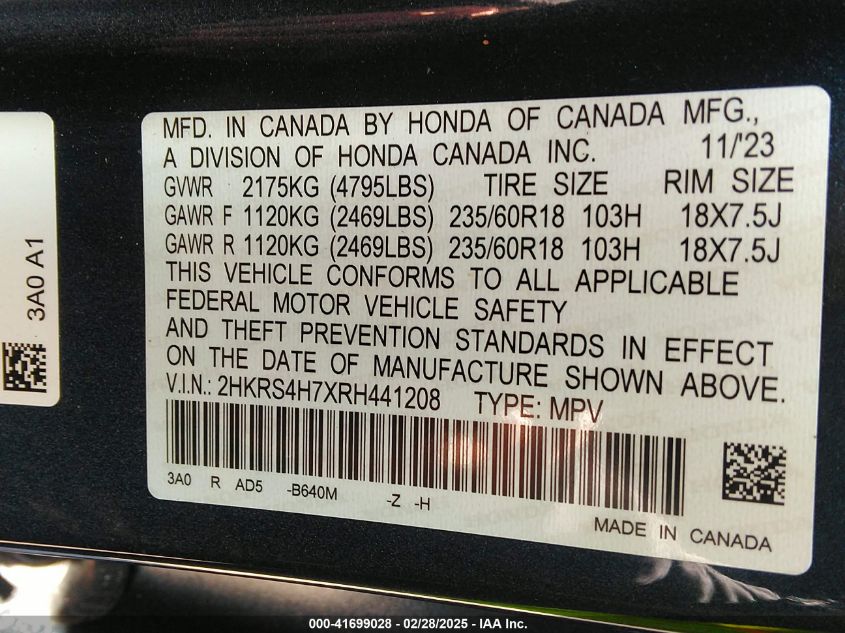 MFD. IN CANADA BY HONDA OF CANADA MFG.,
A DIVISION OF HONDA CANADA INC. 11/'23
GVWR 2175KG (4795LBS) TIRE SIZE RIM SIZE
GAWR F 1120KG (2469LBS) 235/60R18 103H 18X7.5J
GAWR R 1120KG (2469LBS) 235/60R18 103H 18X7.5J
THIS VEHICLE CONFORMS TO ALL APPLICABLE
FEDERAL MOTOR VEHICLE SAFETY
AND THEFT PREVENTION STANDARDS IN EFFECT
ON THE DATE OF MANUFACTURE SHOWN ABOVE.
V.I.N.: 2HKRS4H7XRH441208 TYPE: MPV
3A0 R AD5 -B640M -Z -H
MADE IN CANADA
3A0 A1
000-41699028 - 02/28/2025 - IAA Inc.